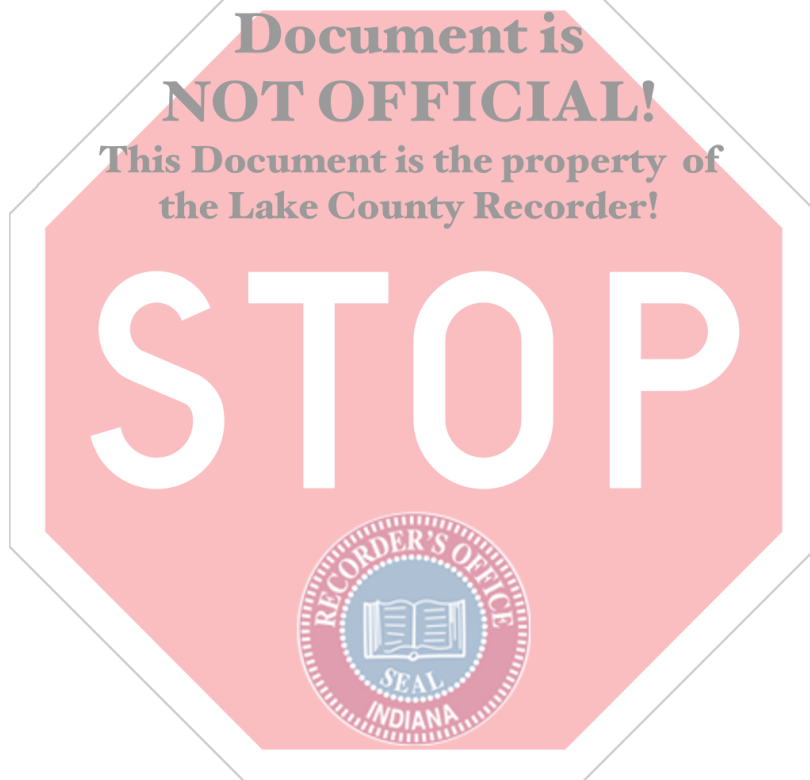 Document is
NOT OFFICIAL!
This Document is the property of
the Lake County Recorder!
STOP
RECORDER'S OFFICE
SEAL
INDIANA